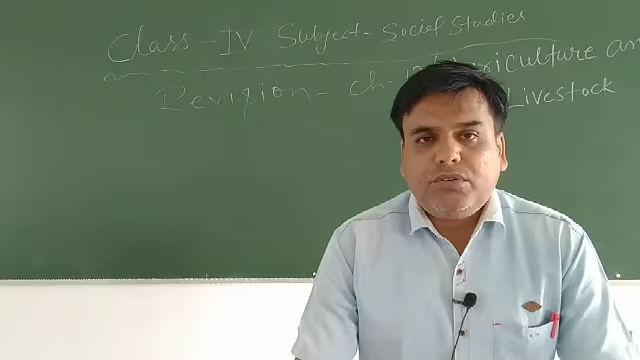 Class - IV Subject - Social Studies
Revision - ch-
Livestock